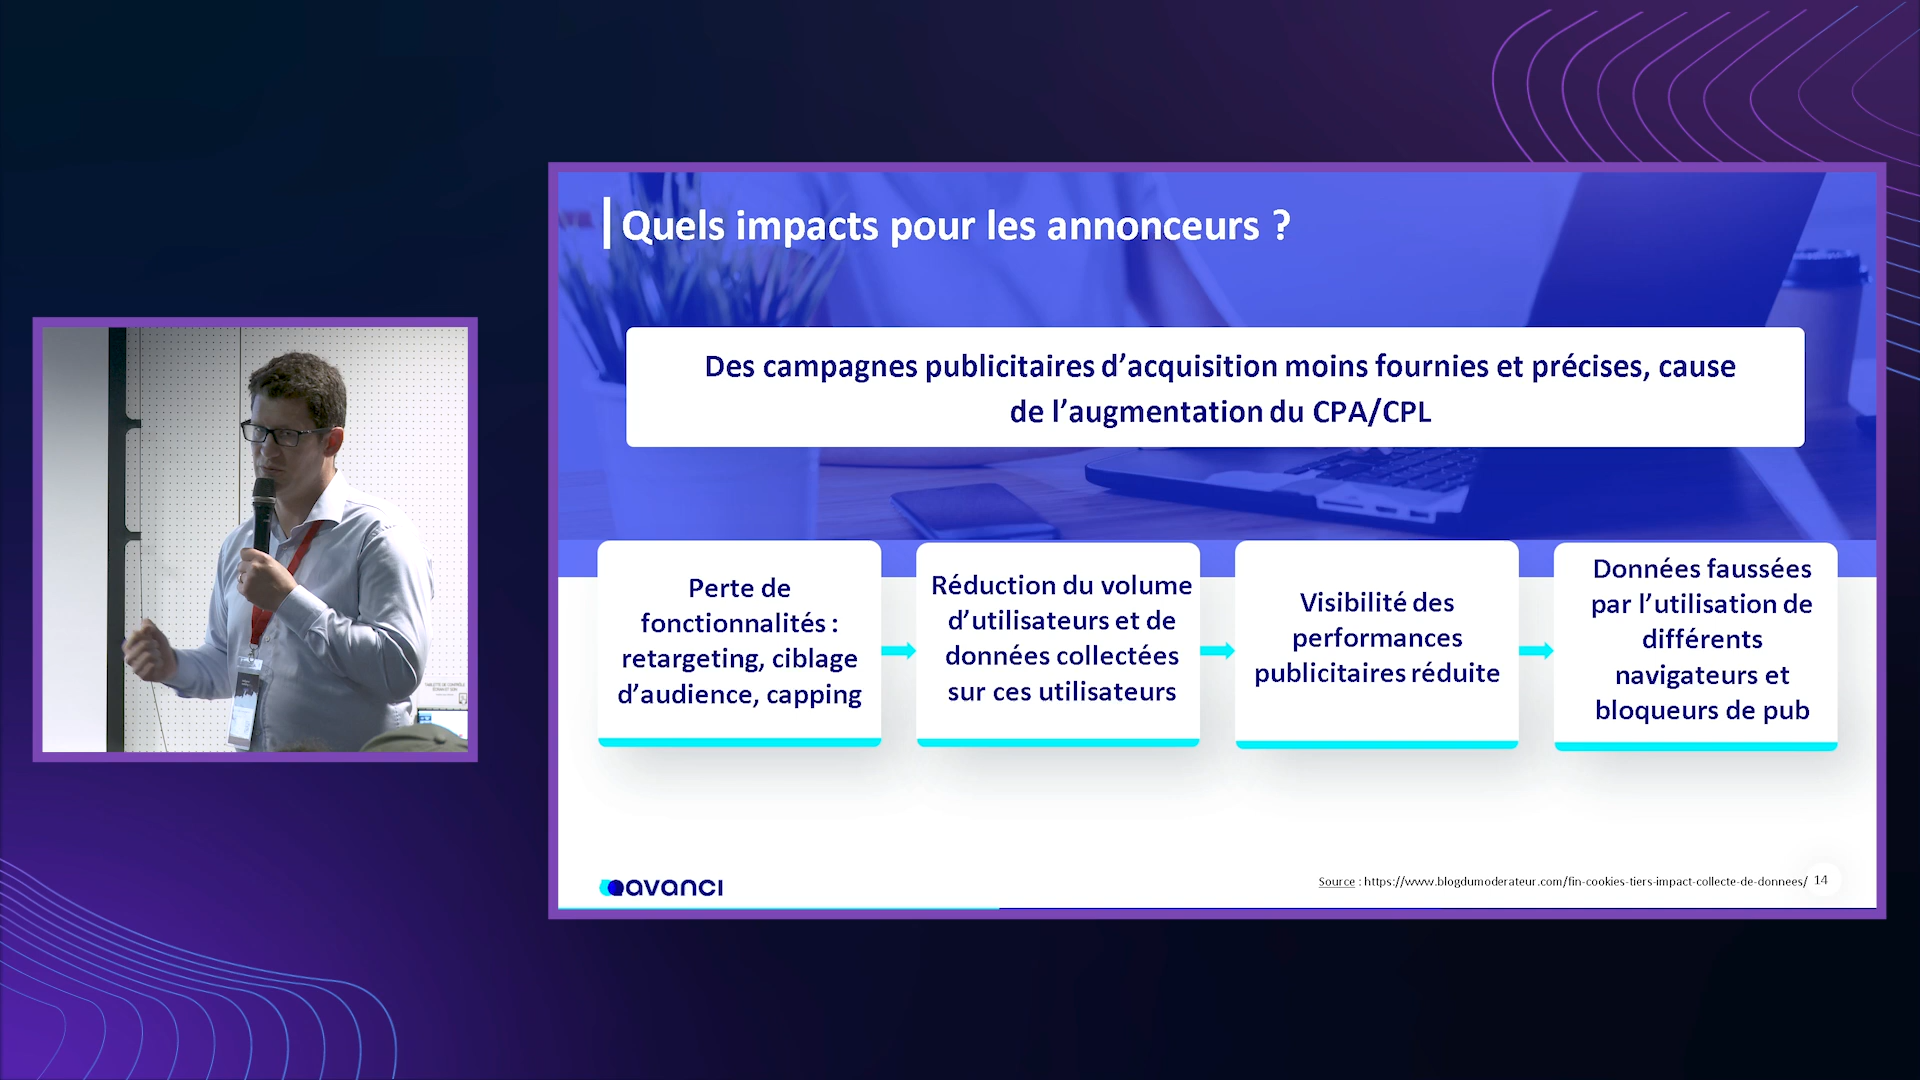 Quels impacts pour les annonceurs ?
Des campagnes publicitaires d’acquisition moins fournies et précises, cause
de l’augmentation du CPA/CPL
Perte de
fonctionnalités :
retargeting, ciblage
d’audience, capping
Réduction du volume
d’utilisateurs et de
données collectées
sur ces utilisateurs
Visibilité des
performances
publicitaires réduite
Données faussées
par l’utilisation de
différents
navigateurs et
bloqueurs de pub
avanci
Source : https://www.blogdumoderateur.com/fin-cookies-tiers-impact-collecte-de-donnees/ 14